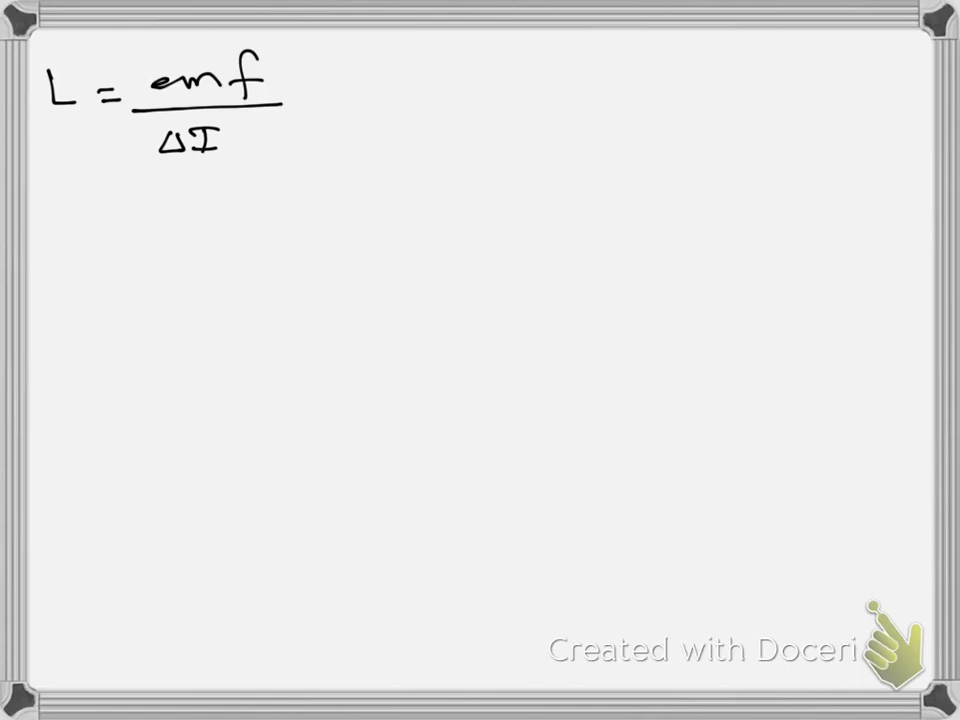 L = emf
ΔI
Created with Doceri